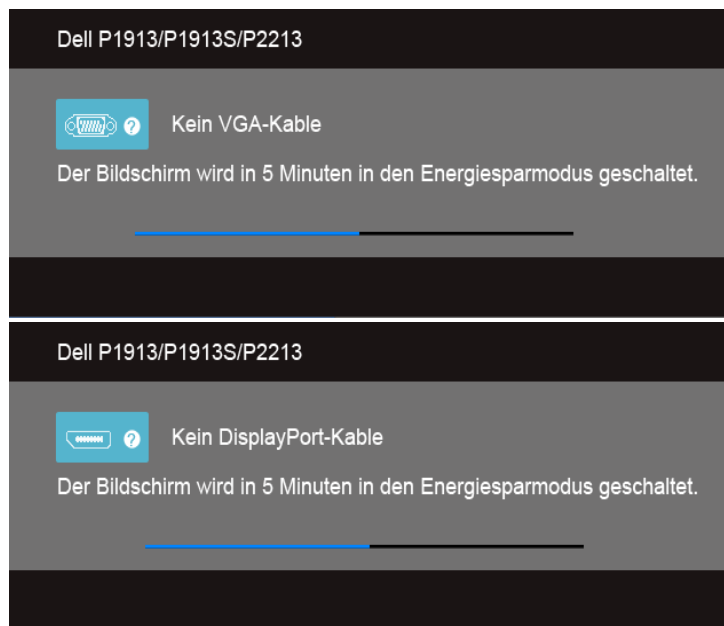 Dell P1913/P1913S/P2213
Kein VGA-Kable
Der Bildschirm wird in 5 Minuten in den Energiesparmodus geschaltet.
Dell P1913/P1913S/P2213
Kein DisplayPort-Kable
Der Bildschirm wird in 5 Minuten in den Energiesparmodus geschaltet.